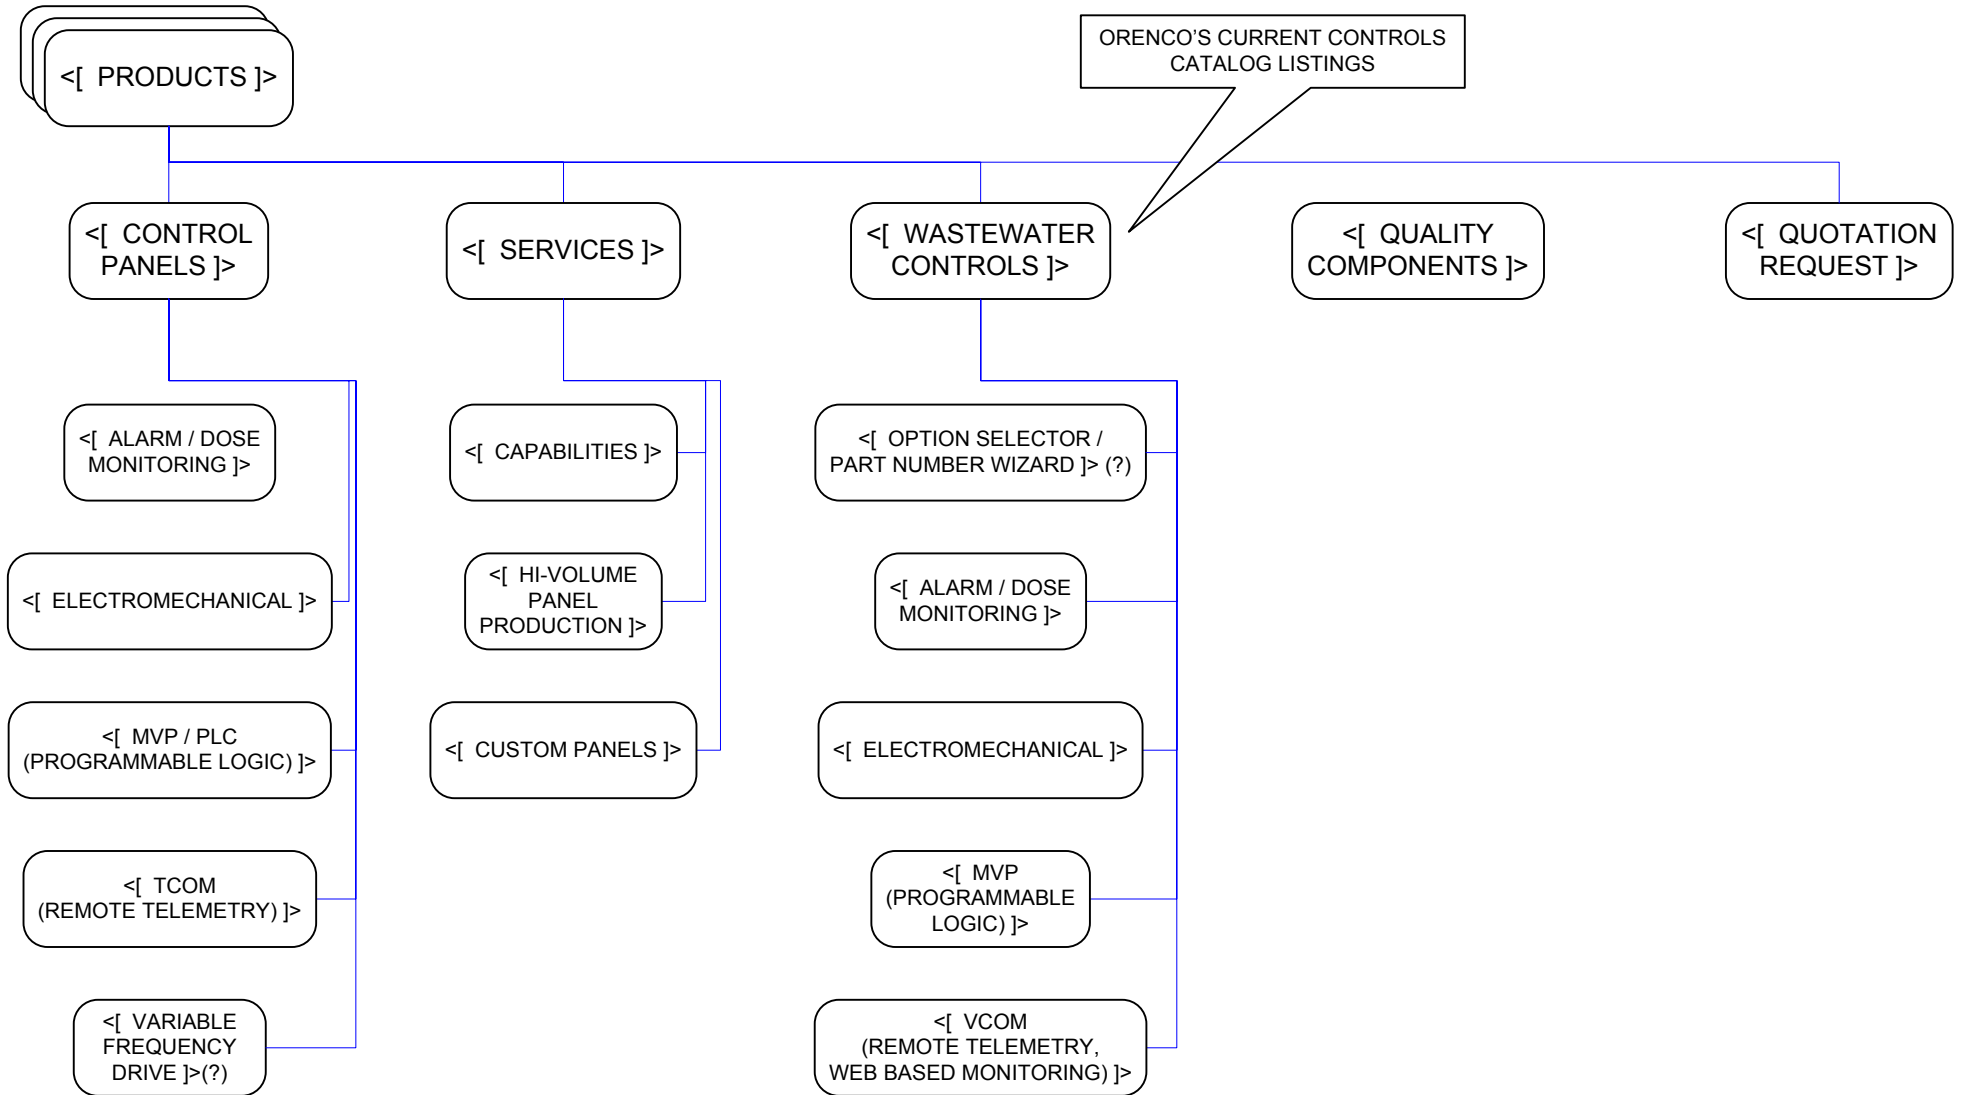 <[  PRODUCTS ]>
ORENCO’S CURRENT CONTROLS
CATALOG LISTINGS
<[  CONTROL
PANELS ]>
<[  SERVICES ]>
<[  WASTEWATER
CONTROLS ]>
<[  QUALITY
COMPONENTS ]>
<[  QUOTATION
REQUEST ]>
<[  ALARM / DOSE
MONITORING ]>
<[  ELECTROMECHANICAL ]>
<[  MVP / PLC
(PROGRAMMABLE LOGIC) ]>
<[  TCOM
(REMOTE TELEMETRY) ]>
<[  VARIABLE
FREQUENCY
DRIVE ]>(?)
<[  CAPABILITIES ]>
<[  HI-VOLUME
PANEL
PRODUCTION ]>
<[  CUSTOM PANELS ]>
<[  OPTION SELECTOR /
PART NUMBER WIZARD ]> (?)
<[  ALARM / DOSE
MONITORING ]>
<[  ELECTROMECHANICAL ]>
<[  MVP
(PROGRAMMABLE
LOGIC) ]>
<[  VCOM
(REMOTE TELEMETRY,
WEB BASED MONITORING) ]>